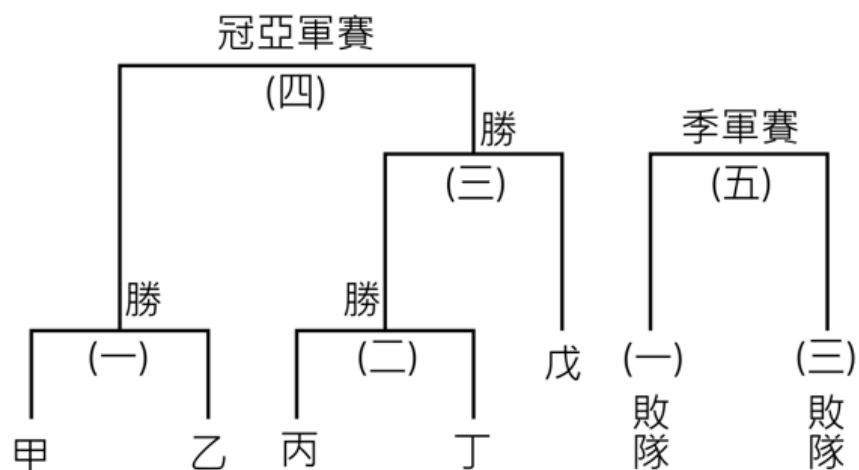 冠亞軍賽
(四)
勝
季軍賽
(三)
(五)
勝
勝
(一)
(二)
戊
(一)
敗隊
(三)
敗隊
甲
乙
丙
丁